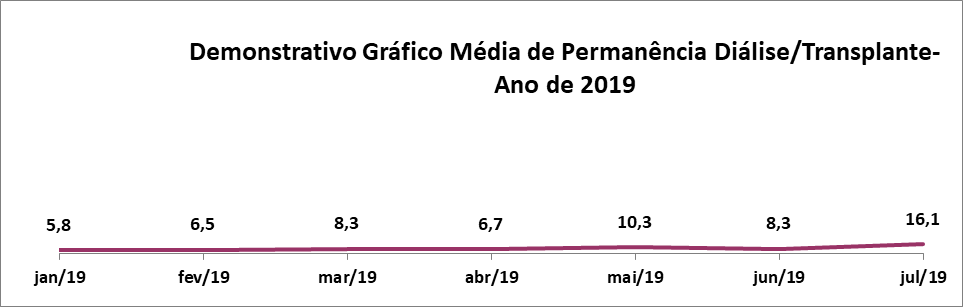 Demonstrativo Gráfico Média de Permanência Diálise/Transplante-
Ano de 2019
5,8 6,5 8,3 6,7 10,3 8,3 16,1
jan/19 fev/19 mar/19 abr/19 mai/19 jun/19 jul/19